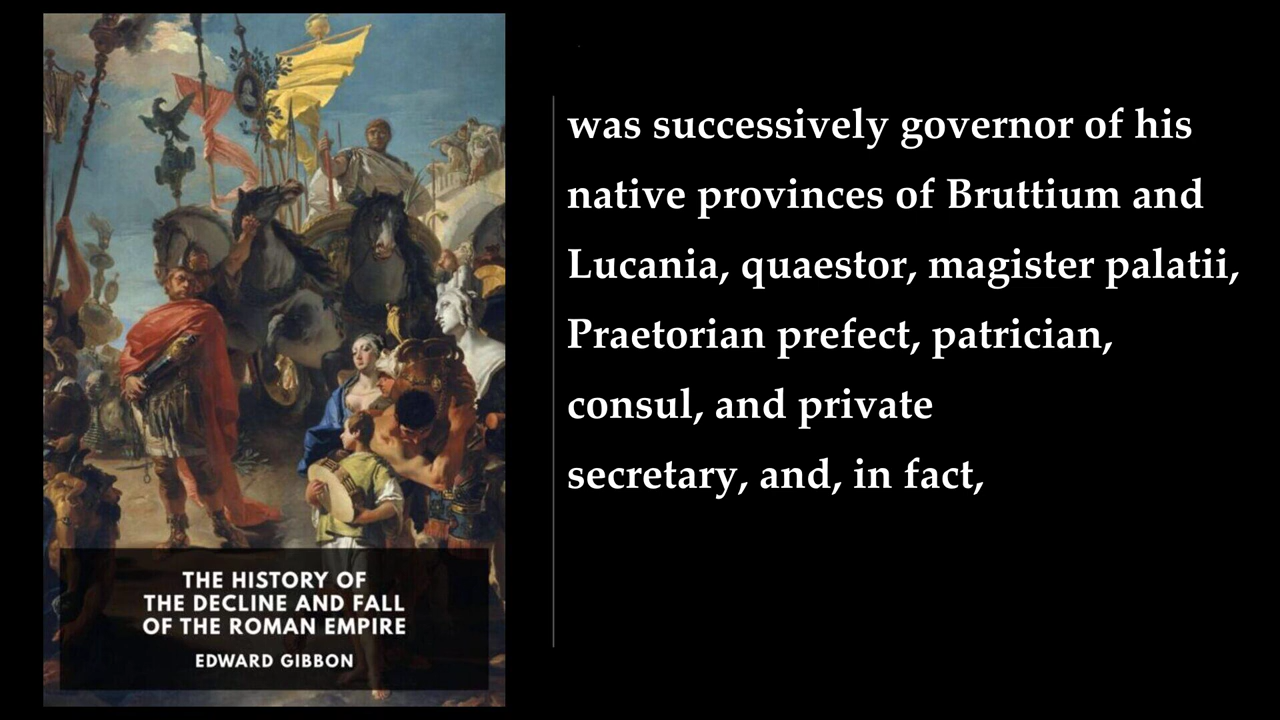 THE HISTORY OF
THE DECLINE AND FALL
OF THE ROMAN EMPIRE
EDWARD GIBBON
was successively governor of his
native provinces of Bruttium and
Lucania, quaestor, magister palatii,
Praetorian prefect, patrician,
consul, and private
secretary, and, in fact,